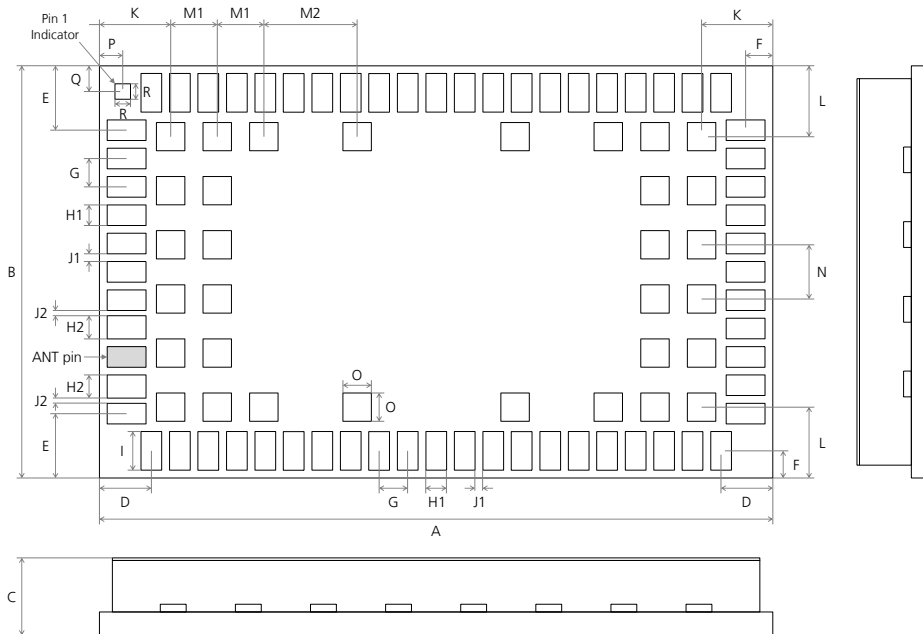 Pin 1
Indicator
K
M1
M1
M2
K
P
F
Q
R
R
E
L
G
H1
J1
B
N
J2
H2
ANT pin
H2
J2
O
O
E
I
L
F
D
G
H1
J1
D
A
C